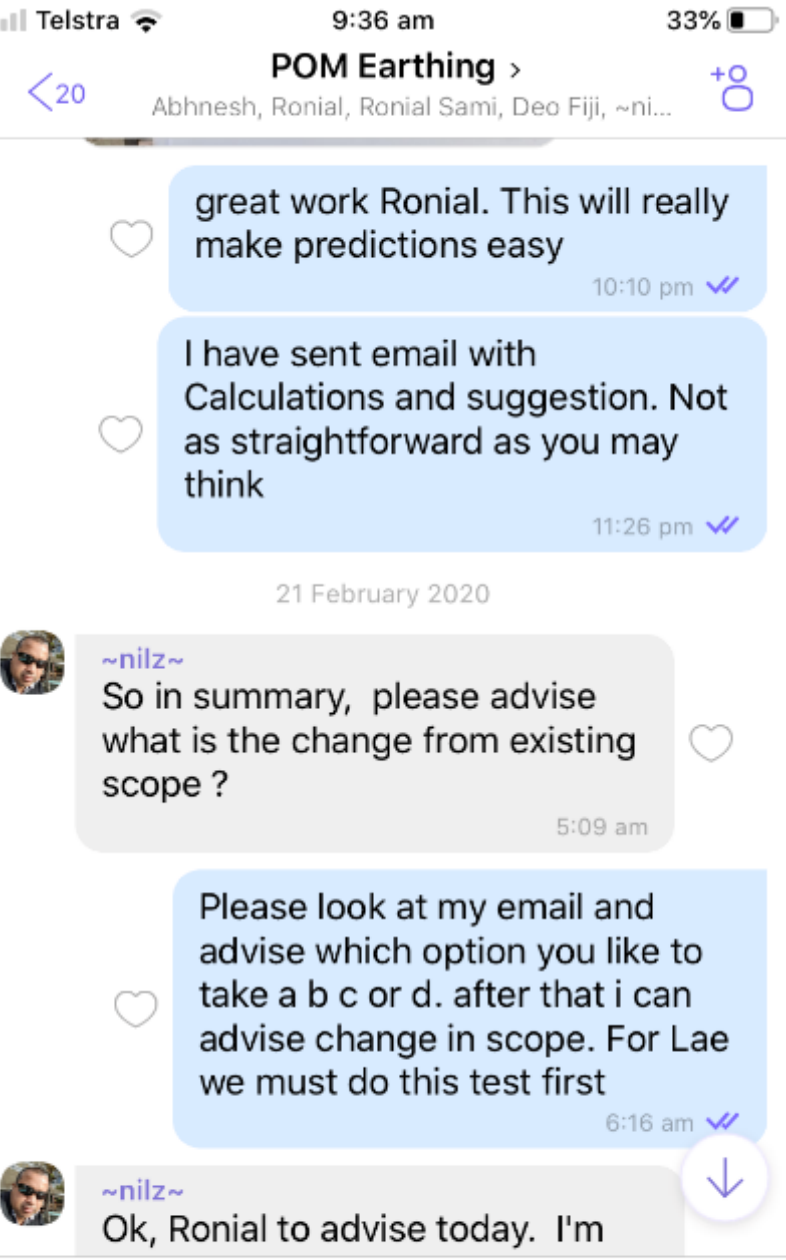 Telstra 9:36 am 33%
POM Earthing >
<20
Abhnesh, Ronial, Ronial Sami, Deo Fiji, ~ni...
great work Ronial. This will really
make predictions easy
10:10 pm
I have sent email with
Calculations and suggestion. Not
as straightforward as you may
think
11:26 pm
21 February 2020
~nilz~
So in summary,  please advise
what is the change from existing
scope ?
5:09 am
Please look at my email and
advise which option you like to
take a b c or d. after that i can
advise change in scope. For Lae
we must do this test first
6:16 am
~nilz~
Ok, Ronial to advise today.  I'm